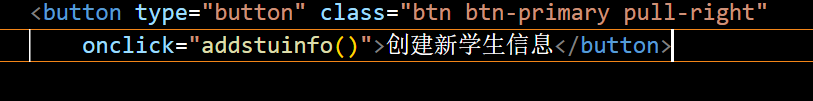 <button type="button" class="btn btn-primary pull-right"
onclick="addstuinfo()">创建新学生信息</button>